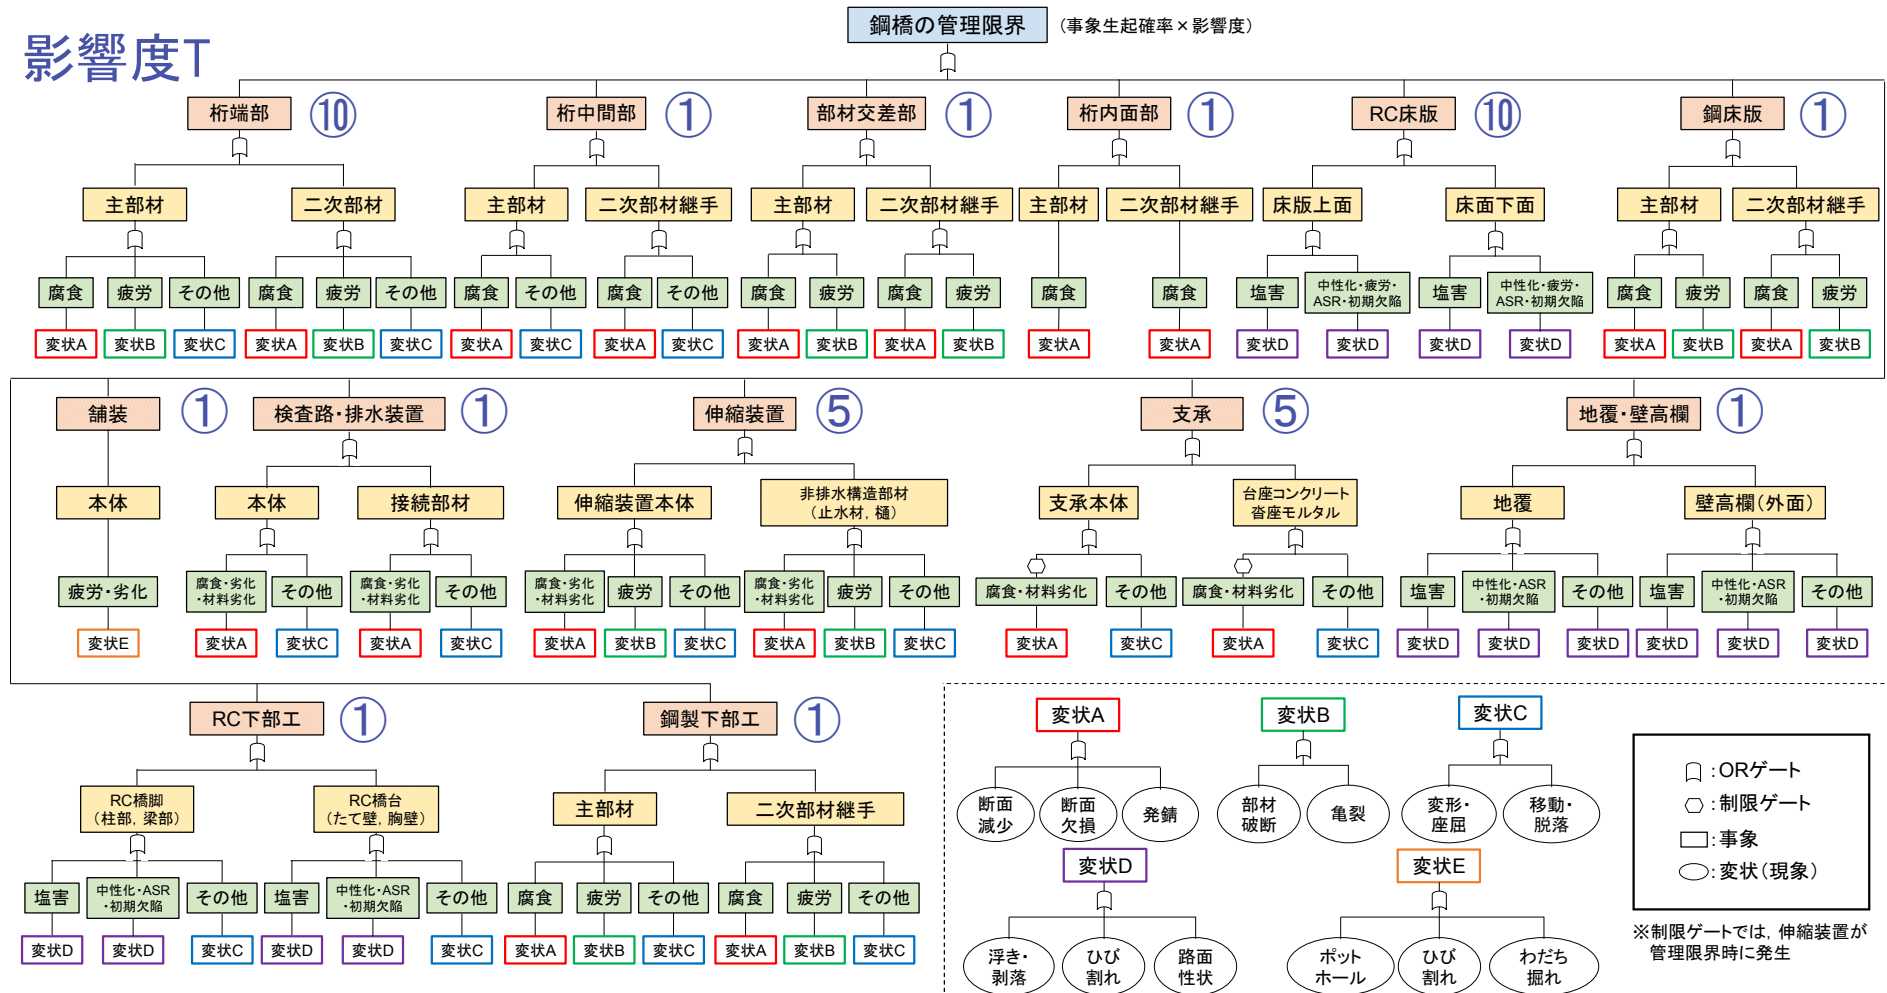 鋼橋の管理限界
(事象生起確率×影響度)
影響度T
桁端部
⑩
桁中間部
①
部材交差部
①
桁内面部
①
RC床版
⑩
鋼床版
①
主部材
二次部材
主部材
二次部材継手
主部材
二次部材継手
主部材
二次部材継手
床版上面
床面下面
主部材
二次部材継手
腐食
疲労
その他
腐食
疲労
その他
腐食
その他
腐食
その他
腐食
疲労
腐食
疲労
腐食
腐食
塩害
中性化・疲労・
ASR・初期欠陥
塩害
中性化・疲労・
ASR・初期欠陥
腐食
疲労
腐食
疲労
変状A
変状B
変状C
変状A
変状B
変状C
変状A
変状C
変状A
変状C
変状A
変状B
変状A
変状B
変状A
変状A
変状D
変状D
変状D
変状D
変状A
変状B
変状A
変状B
舗装
①
検査路・排水装置
①
伸縮装置
⑤
支承
⑤
地覆・壁高欄
①
本体
本体
接続部材
伸縮装置本体
非排水構造部材
(止水材, 樋)
支承本体
台座コンクリート
沓座モルタル
地覆
壁高欄(外面)
疲労・劣化
腐食・劣化
・材料劣化
その他
腐食・劣化
・材料劣化
その他
腐食・劣化
・材料劣化
疲労
その他
腐食・劣化
・材料劣化
疲労
その他
腐食・材料劣化
その他
腐食・材料劣化
その他
塩害
中性化・ASR
・初期欠陥
その他
塩害
中性化・ASR
・初期欠陥
その他
変状E
変状A
変状C
変状A
変状C
変状A
変状B
変状C
変状A
変状B
変状C
変状A
変状C
変状A
変状C
変状D
変状D
変状D
変状D
変状D
変状D
RC下部工
①
鋼製下部工
①
RC橋脚
(柱部, 梁部)
RC橋台
(たて壁, 胸壁)
主部材
二次部材継手
塩害
中性化・ASR
・初期欠陥
その他
塩害
中性化・ASR
・初期欠陥
その他
腐食
疲労
その他
腐食
疲労
その他
変状D
変状D
変状C
変状D
変状D
変状C
変状A
変状B
変状C
変状A
変状B
変状C
変状A
変状B
変状C
断面
減少
断面
欠損
発錆
部材
破断
亀裂
変形・
座屈
移動・
脱落
変状D
変状E
浮き・
剥落
ひび
割れ
路面
性状
ポット
ホール
ひび
割れ
わだち
掘れ
:ORゲート
:制限ゲート
:事象
:変状(現象)
※制限ゲートでは, 伸縮装置が
管理限界時に発生